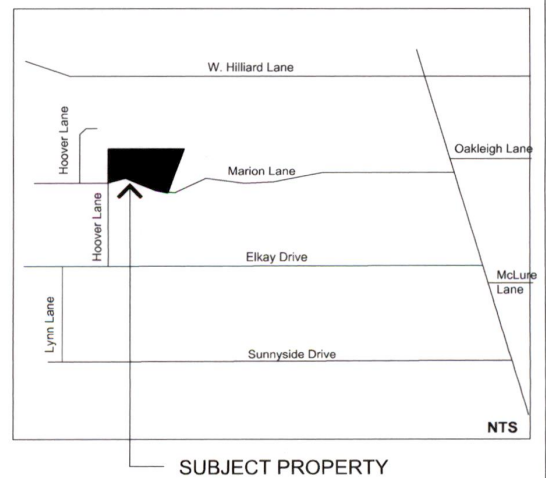 W. Hilliard Lane
Hoover Lane
Oakleigh Lane
Marion Lane
Hoover Lane
Elkay Drive
McLure
Lane
Lynn Lane
Sunnyside Drive
NTS
SUBJECT PROPERTY